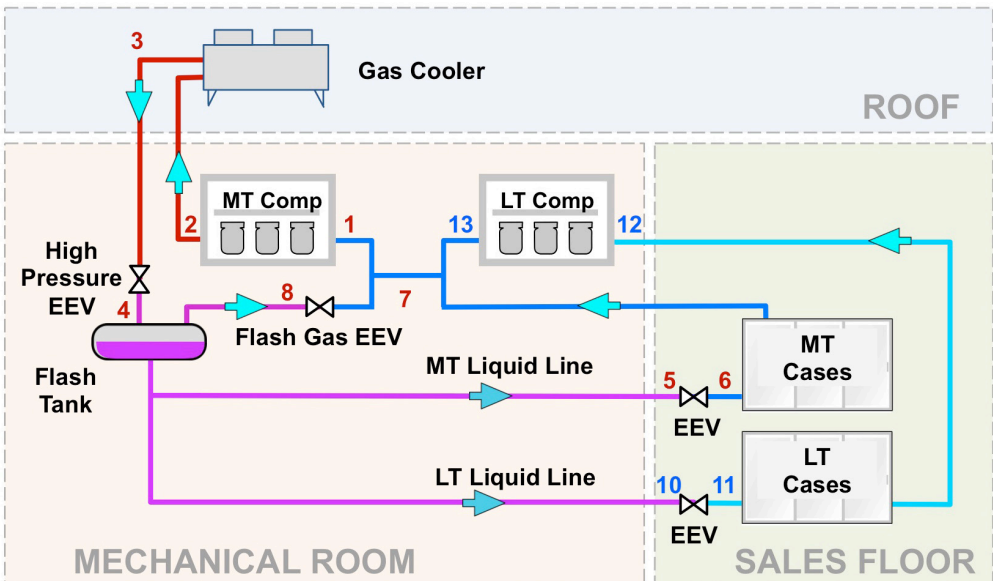 3
Gas Cooler
ROOF
MT Comp
LT Comp
2
1
13
12
High
Pressure
EEV
4
8
7
Flash Gas EEV
Flash
Tank
MT Liquid Line
5
6
EEV
MT
Cases
LT Liquid Line
10
11
EEV
LT
Cases
MECHANICAL ROOM
SALES FLOOR